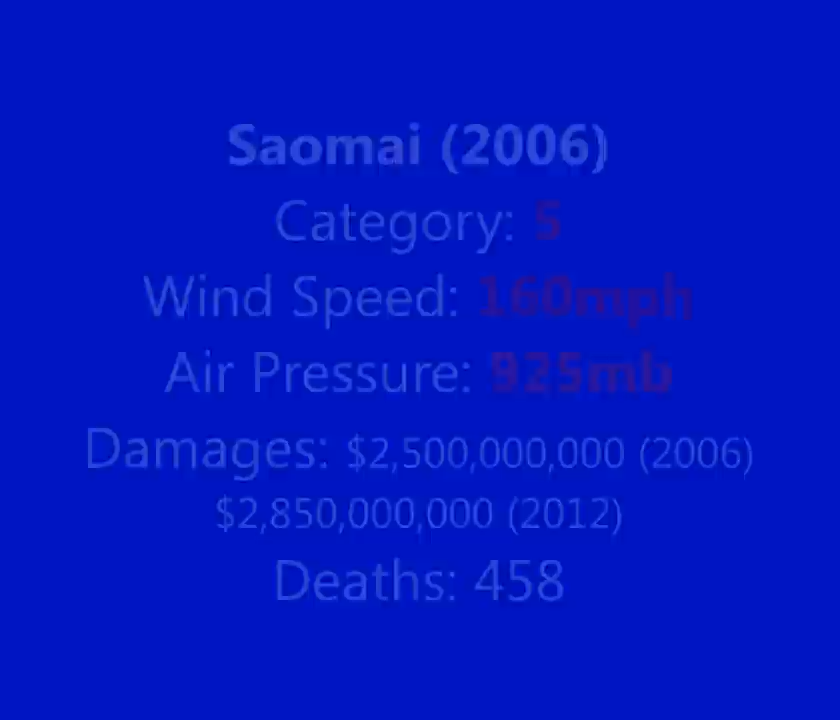 Saomai (2006)
Category: 5
Wind Speed: 160mph
Air Pressure: 925mb
Damages: $2,500,000,000 (2006)
$2,850,000,000 (2012)
Deaths: 458